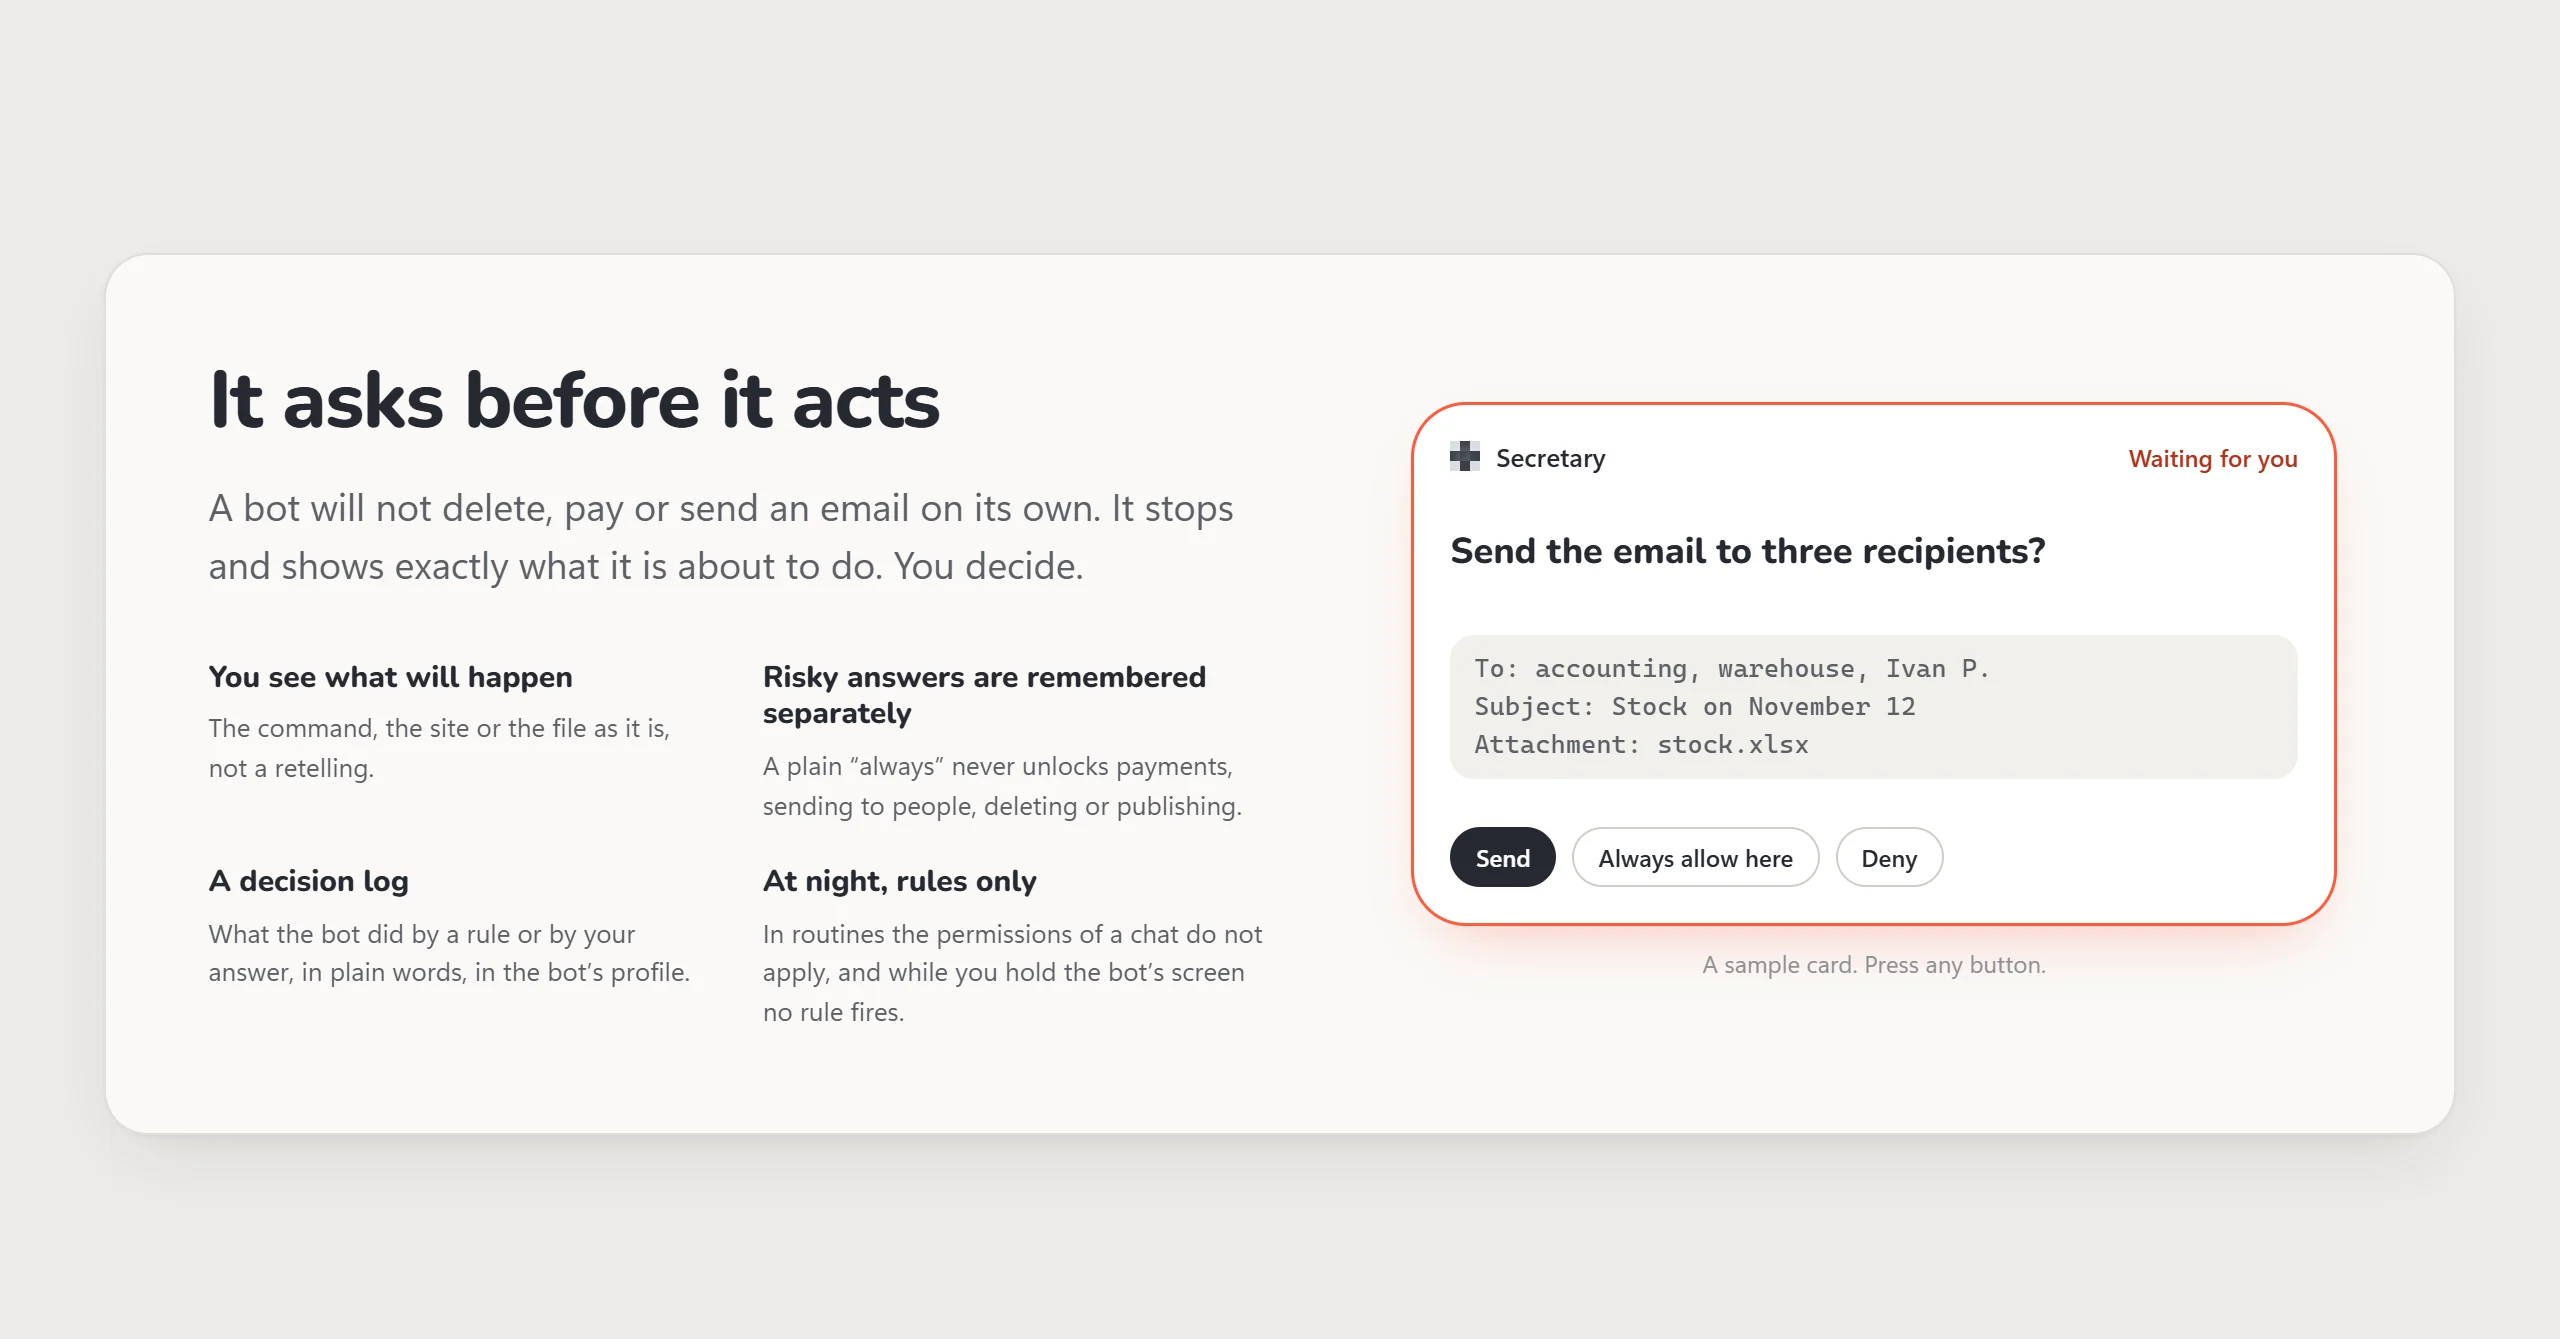 It asks before it acts
A bot will not delete, pay or send an email on its own. It stops
and shows exactly what it is about to do. You decide.
You see what will happen
The command, the site or the file as it is,
not a retelling.
Risky answers are remembered
separately
A plain “always” never unlocks payments,
sending to people, deleting or publishing.
A decision log
What the bot did by a rule or by your
answer, in plain words, in the bot’s profile.
At night, rules only
In routines the permissions of a chat do not
apply, and while you hold the bot’s screen
no rule fires.
Secretary
Waiting for you
Send the email to three recipients?
To: accounting, warehouse, Ivan P.
Subject: Stock on November 12
Attachment: stock.xlsx
Send
Always allow here
Deny
A sample card. Press any button.